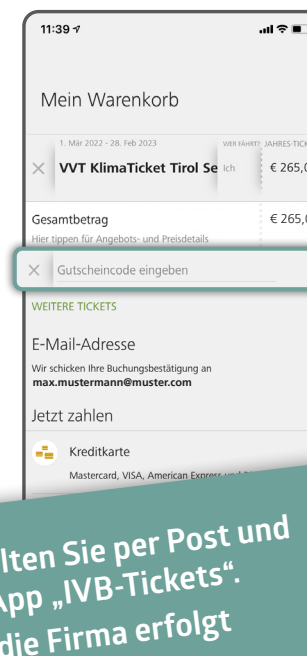 11:39
Mein Warenkorb
1. Mär 2022 - 28. Feb 2023 WER FÄHRT? JAHRES-TICK
VVT KlimaTicket Tirol Se Ich € 265,0
Gesamtbetrag € 265,0
Hier tippen für Angebots- und Preisdetails
Gutscheincode eingeben
WEITERE TICKETS
E-Mail-Adresse
Wir schicken Ihre Buchungsbestätigung an
max.mustermann@muster.com
Jetzt zahlen
Kreditkarte
Mastercard, VISA, American Express und
lten Sie per Post und
App „IVB-Tickets“.
die Firma erfolgt